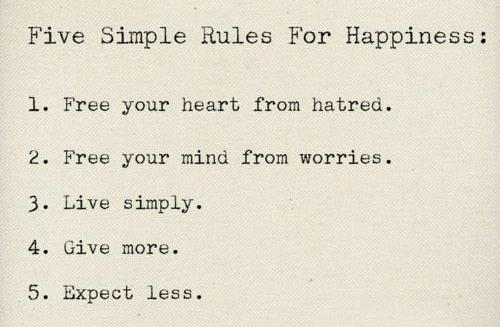 Five Simple Rules For Happiness:
1. Free your heart from hatred.
2. Free your mind from worries.
3. Live simply.
4. Give more.
5. Expect less.